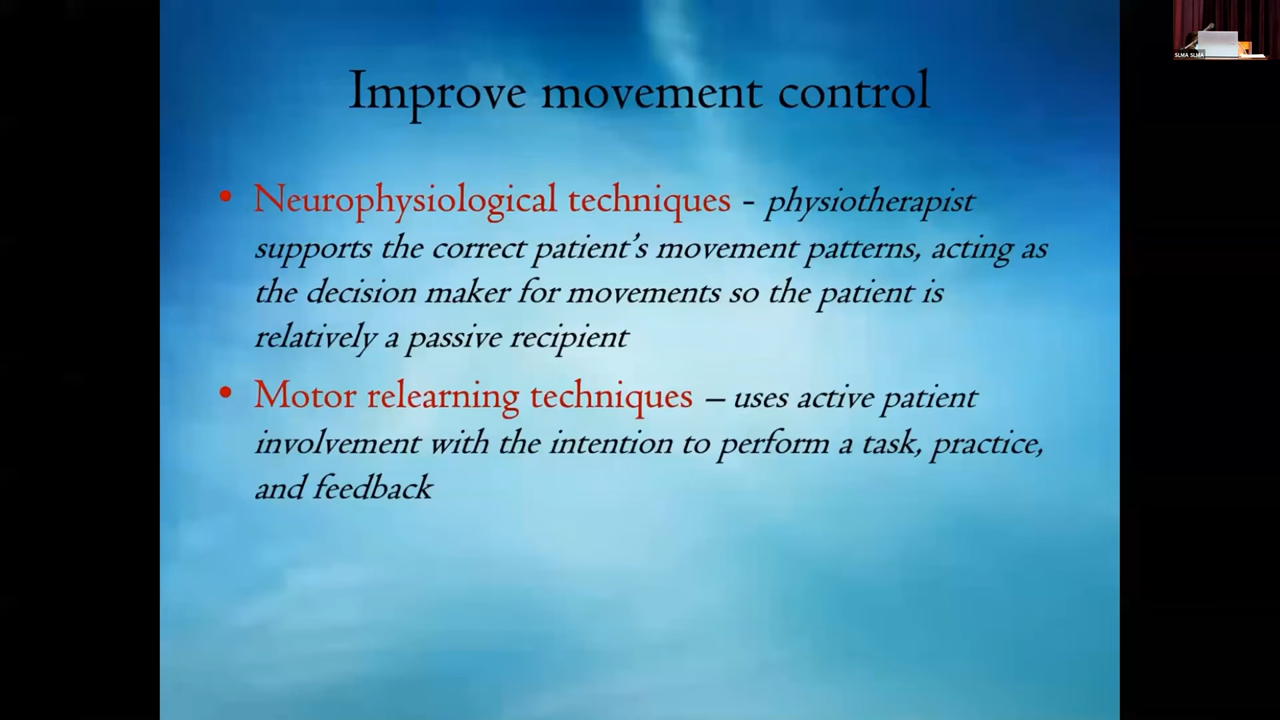 Improve movement control
• Neurophysiological techniques - physiotherapist
supports the correct patient’s movement patterns, acting as
the decision maker for movements so the patient is
relatively a passive recipient
• Motor relearning techniques – uses active patient
involvement with the intention to perform a task, practice,
and feedback
SLMA SLMA